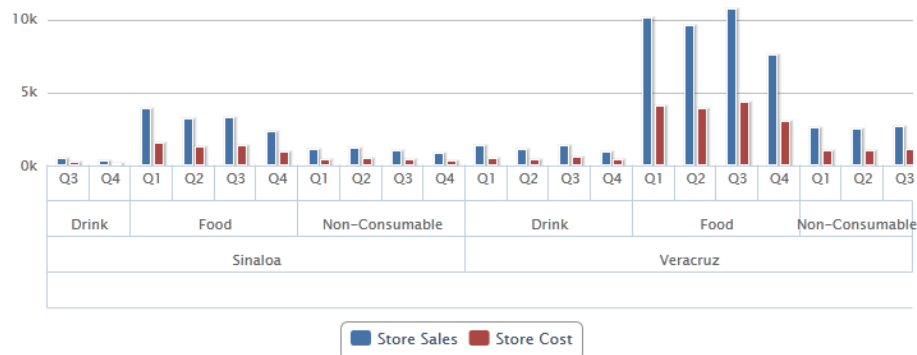 10k
5k
0k
Q3 Q4 Q1 Q2 Q3 Q4 Q1 Q2 Q3 Q4 Q1 Q2 Q3 Q4 Q1 Q2 Q3 Q4 Q1 Q2 Q3
Drink Food Non-Consumable Drink Food Non-Consumable
Sinaloa Veracruz
Store Sales Store Cost